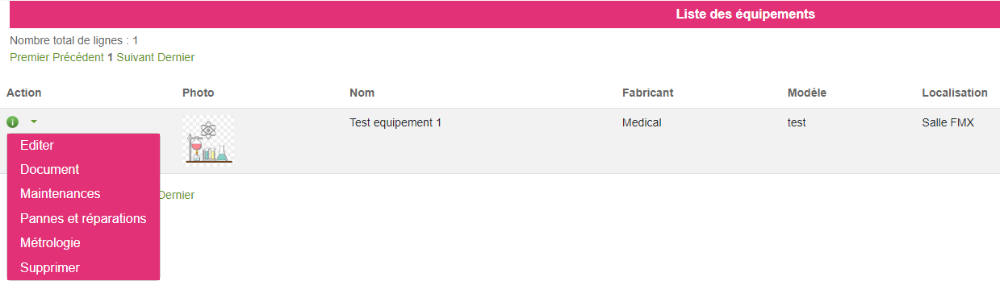 Liste des équipements
Nombre total de lignes : 1
Premier Précédent 1 Suivant Dernier
Action Photo Nom Fabricant Modèle Localisation
i Test equipement 1 Medical test Salle FMX
Editer
Document
Maintenances
Dernier
Pannes et réparations
Métrologie
Supprimer